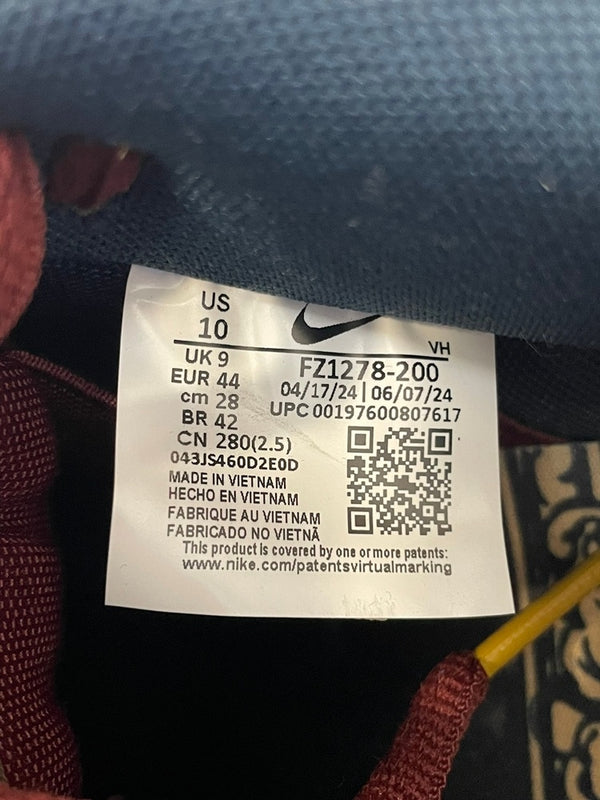 US
10
VH
UK 9
FZ1278-200
EUR 44
04/17/24 | 06/07/24
cm 28
UPC 00197600807617
BR 42
CN 280(2.5)
043JS460D2E0D
MADE IN VIETNAM
HECHO EN VIETNAM
FABRIQUE AU VIETNAM
FABRICADO NO VIETNÃ
This product is covered by one or more patents:
www.nike.com/patentsvirtualmarking